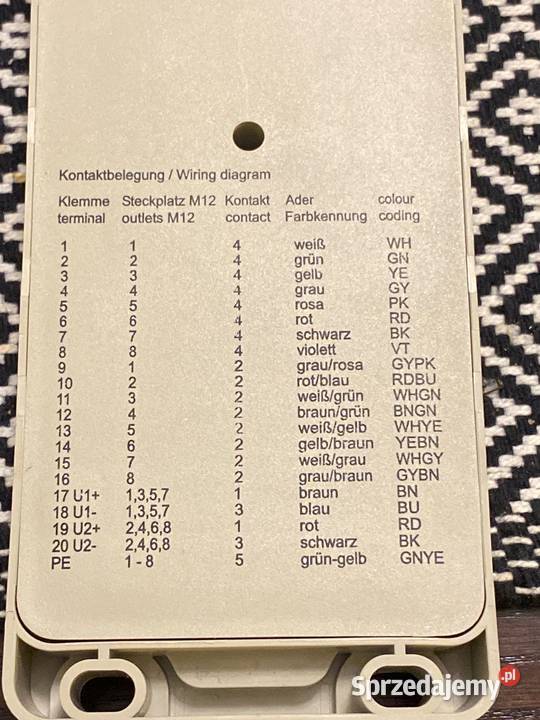 Kontaktbelegung / Wiring diagram
Klemme Steckplatz M12 Kontakt Ader colour
terminal outlets M12 contact Farbkennung coding
1 1 4 weiß WH
2 2 4 grün GN
3 3 4 gelb YE
4 4 4 grau GY
5 5 4 rosa PK
6 6 4 rot RD
7 7 4 schwarz BK
8 8 4 violett VT
9 1 2 grau/rosa GYPK
10 2 2 rot/blau RDBU
11 3 2 weiß/grün WHGN
12 4 2 braun/grün BNGN
13 5 2 weiß/gelb WHYE
14 6 2 gelb/braun YEBN
15 7 2 weiß/grau WHGY
16 8 2 grau/braun GYBN
17 U1+ 1,3,5,7 1 braun BN
18 U1- 1,3,5,7 3 blau BU
19 U2+ 2,4,6,8 1 rot RD
20 U2- 2,4,6,8 3 schwarz BK
PE 1 - 8 5 grün-gelb GNYE
Sprzedajemy.pl